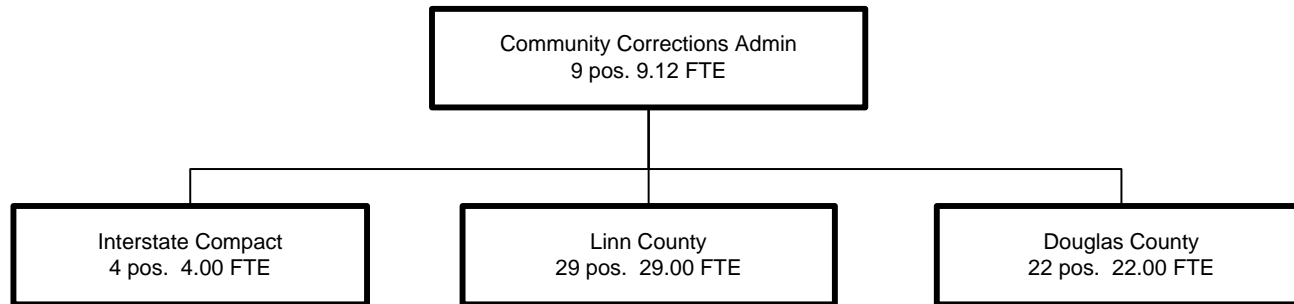 Community Corrections Admin
9 pos. 9.12 FTE
Interstate Compact
4 pos.  4.00 FTE
Linn County
29 pos.  29.00 FTE
Douglas County
22 pos.  22.00 FTE